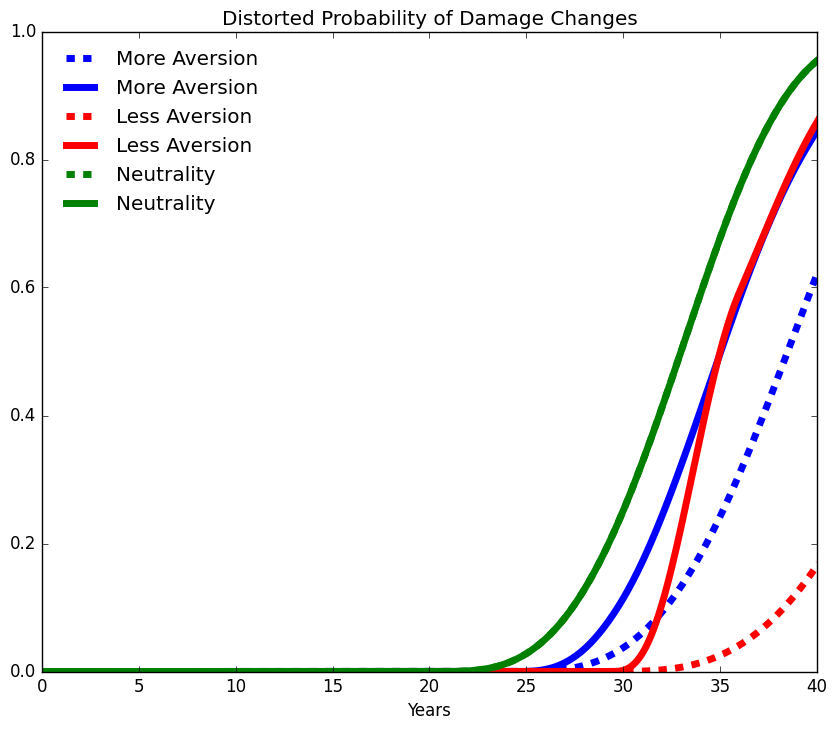 Distorted Probability of Damage Changes
More Aversion
More Aversion
Less Aversion
Less Aversion
Neutrality
Neutrality
1.0
0.8
0.6
0.4
0.2
0.0
0 5 10 15 20 25 30 35 40
Years